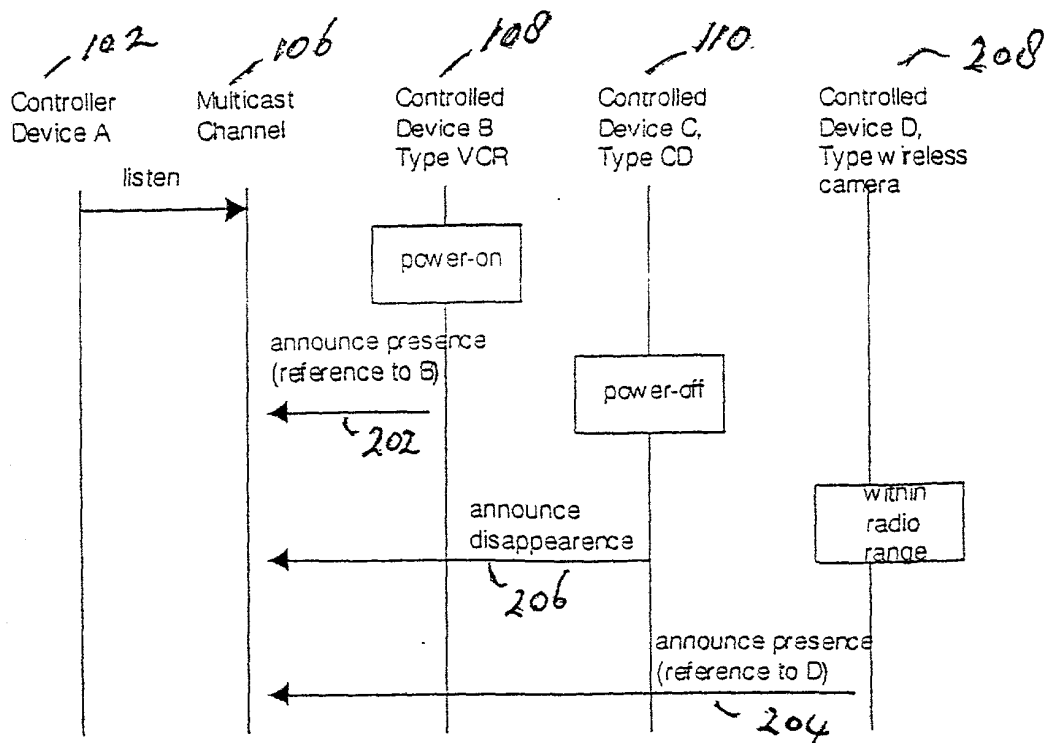 102
106
108
110
208
Controller
Device A
Multicast
Channel
Controlled
Device B
Type VCR
Controlled
Device C,
Type CD
Controlled
Device D,
Type wireless
camera
listen
power-on
announce presence
(reference to B)
202
power-off
within
radio
range
announce
disappearence
206
announce presence
(reference to D)
204